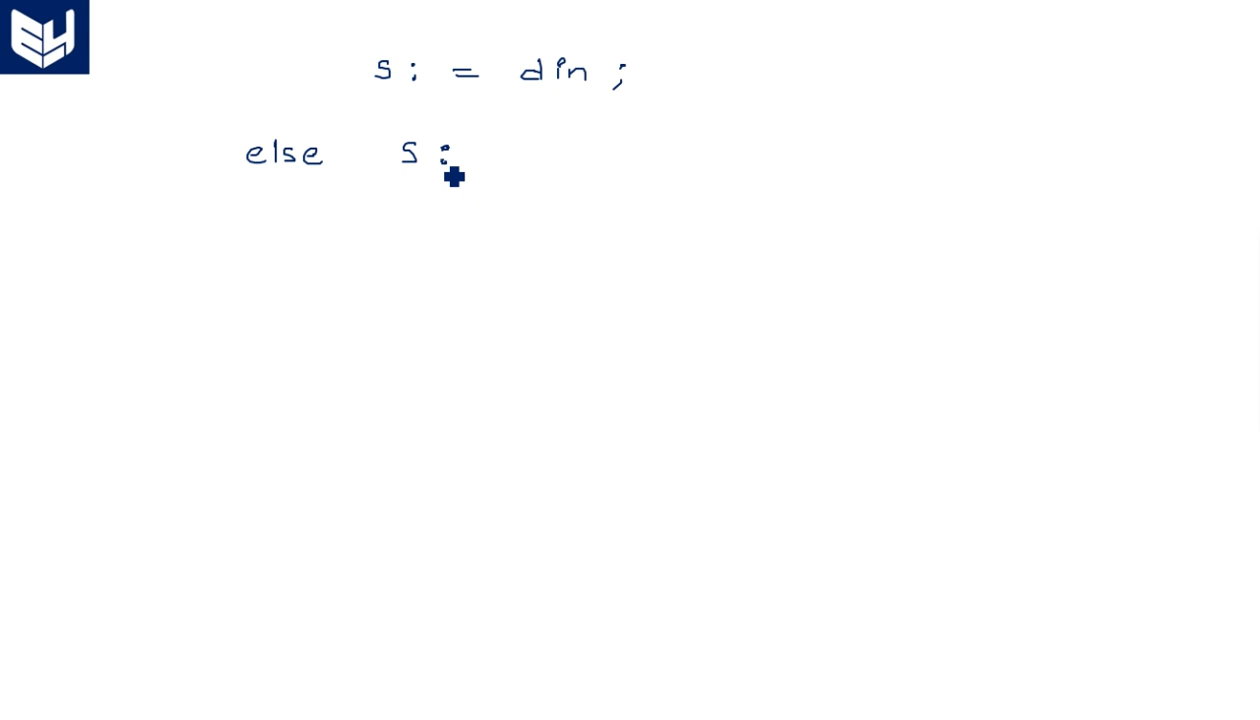 s : = din ;
else s :